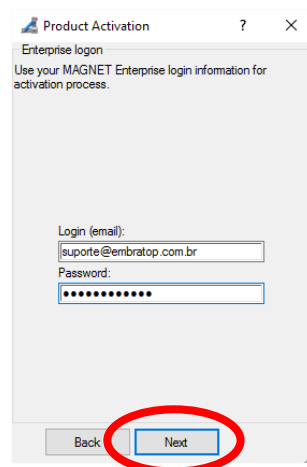 Product Activation
Enterprise logon
Use your MAGNET Enterprise login information for
activation process.
Login (email):
suporte@embratop.com.br
Password:
●●●●●●●●●●●●
Back
Next